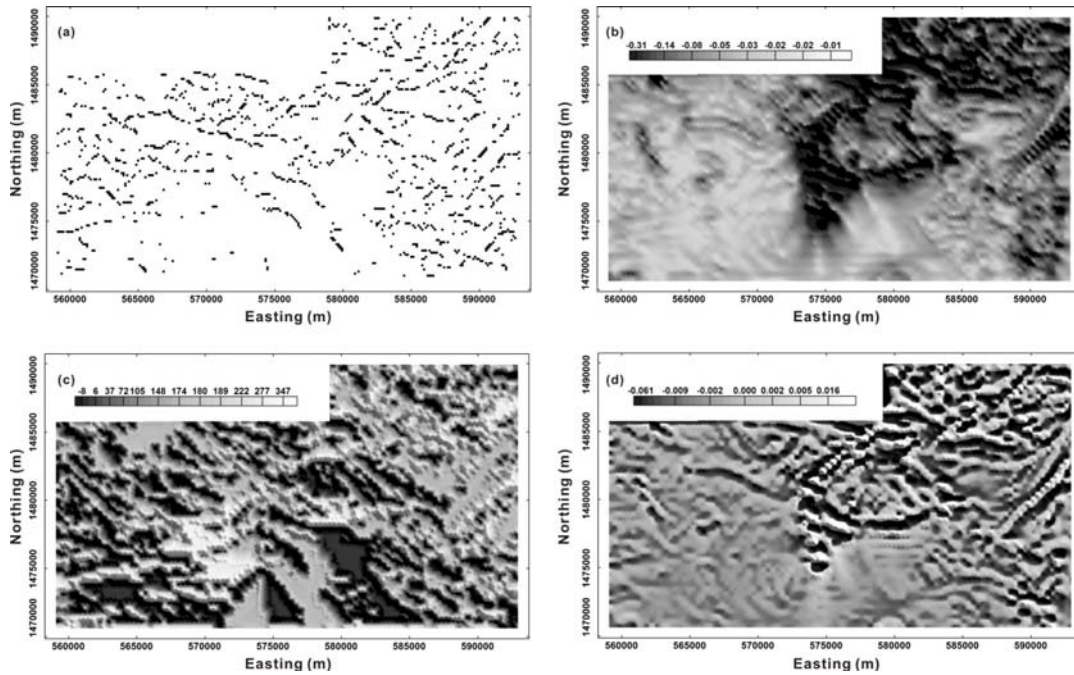 (a)
1490000
1485000
1480000
1475000
1470000
Northing (m)
560000 565000 570000 575000 580000 585000 590000
Easting (m)
(b)
-0.31 -0.14 -0.08 -0.05 -0.03 -0.02 -0.02 -0.01
1490000
1485000
1480000
1475000
1470000
Northing (m)
560000 565000 570000 575000 580000 585000 590000
Easting (m)
(c)
-8 6 37 72 105 148 174 180 189 222 277 347
1490000
1485000
1480000
1475000
1470000
Northing (m)
560000 565000 570000 575000 580000 585000 590000
Easting (m)
(d)
-0.061 -0.009 -0.002 0.000 0.002 0.005 0.016
1490000
1485000
1480000
1475000
1470000
Northing (m)
560000 565000 570000 575000 580000 585000 590000
Easting (m)